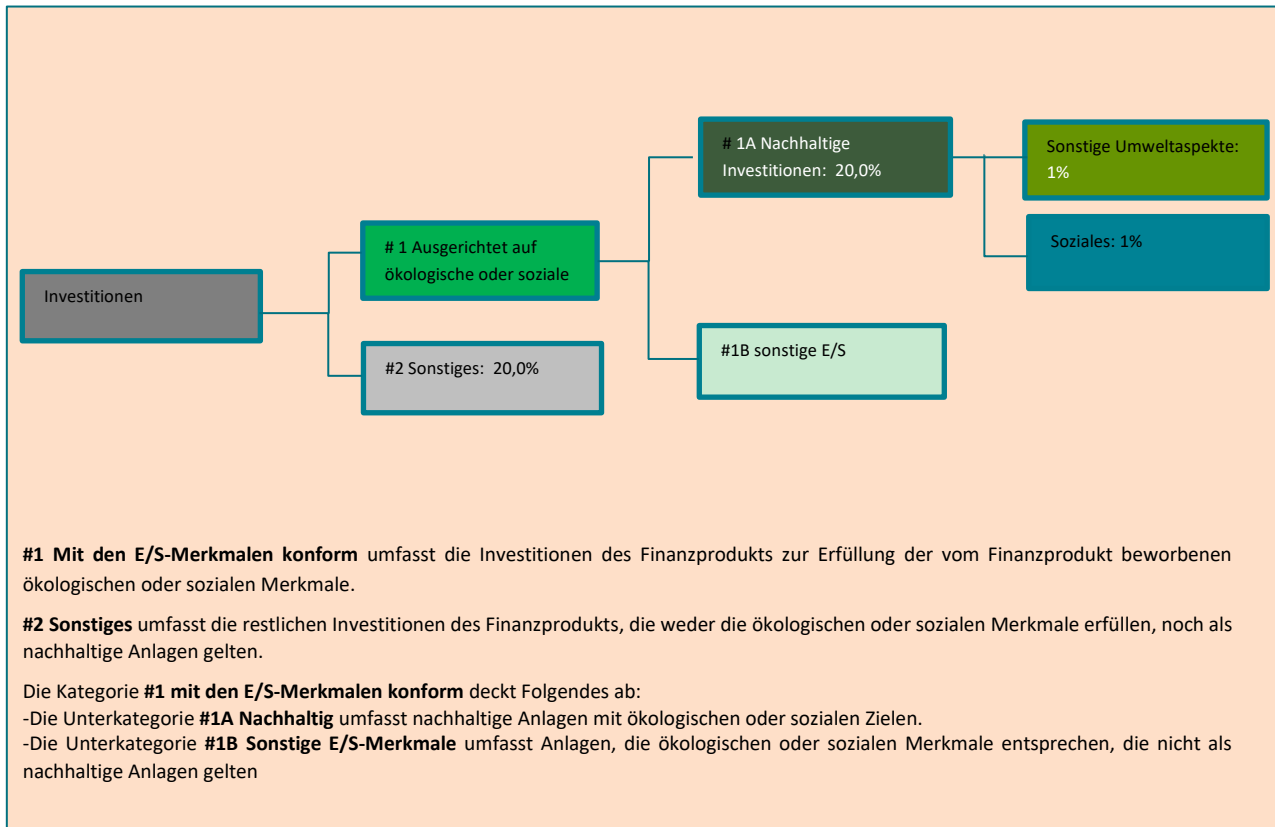 # 1A Nachhaltige
Investitionen: 20,0%
Sonstige Umweltaspekte:
1%
# 1 Ausgerichtet auf
ökologische oder soziale
Soziales: 1%
Investitionen
#2 Sonstiges: 20,0%
#1B sonstige E/S
#1 Mit den E/S-Merkmalen konform umfasst die Investitionen des Finanzprodukts zur Erfüllung der vom Finanzprodukt beworbenen
ökologischen oder sozialen Merkmale.
#2 Sonstiges umfasst die restlichen Investitionen des Finanzprodukts, die weder die ökologischen oder sozialen Merkmale erfüllen, noch als
nachhaltige Anlagen gelten.
Die Kategorie #1 mit den E/S-Merkmalen konform deckt Folgendes ab:
-Die Unterkategorie #1A Nachhaltig umfasst nachhaltige Anlagen mit ökologischen oder sozialen Zielen.
-Die Unterkategorie #1B Sonstige E/S-Merkmale umfasst Anlagen, die ökologischen oder sozialen Merkmale entsprechen, die nicht als
nachhaltige Anlagen gelten